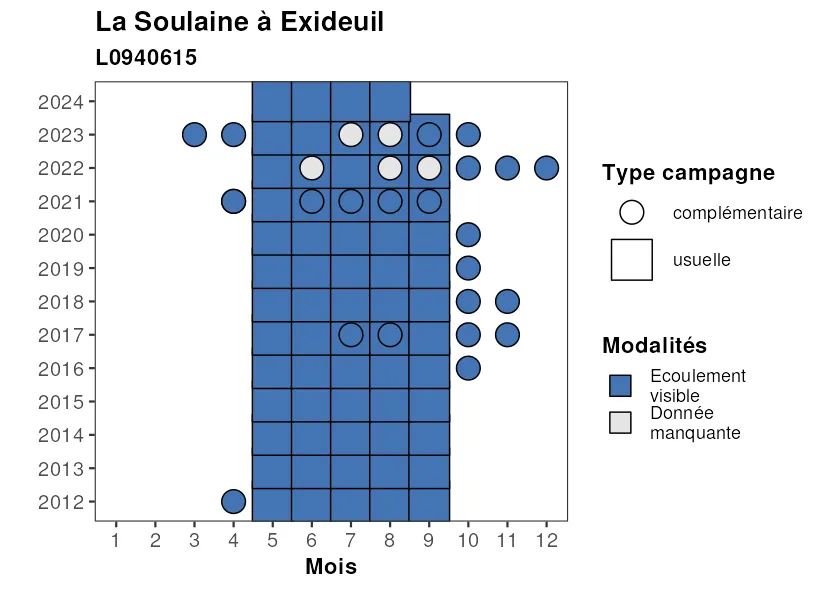 La Soulaine à Exideuil
L0940615
2024
2023
2022
2021
2020
2019
2018
2017
2016
2015
2014
2013
2012
1 2 3 4 5 6 7 8 9 10 11 12
Mois
Type campagne
complémentaire
usuelle
Modalités
Ecoulement
visible
Donnée
manquante